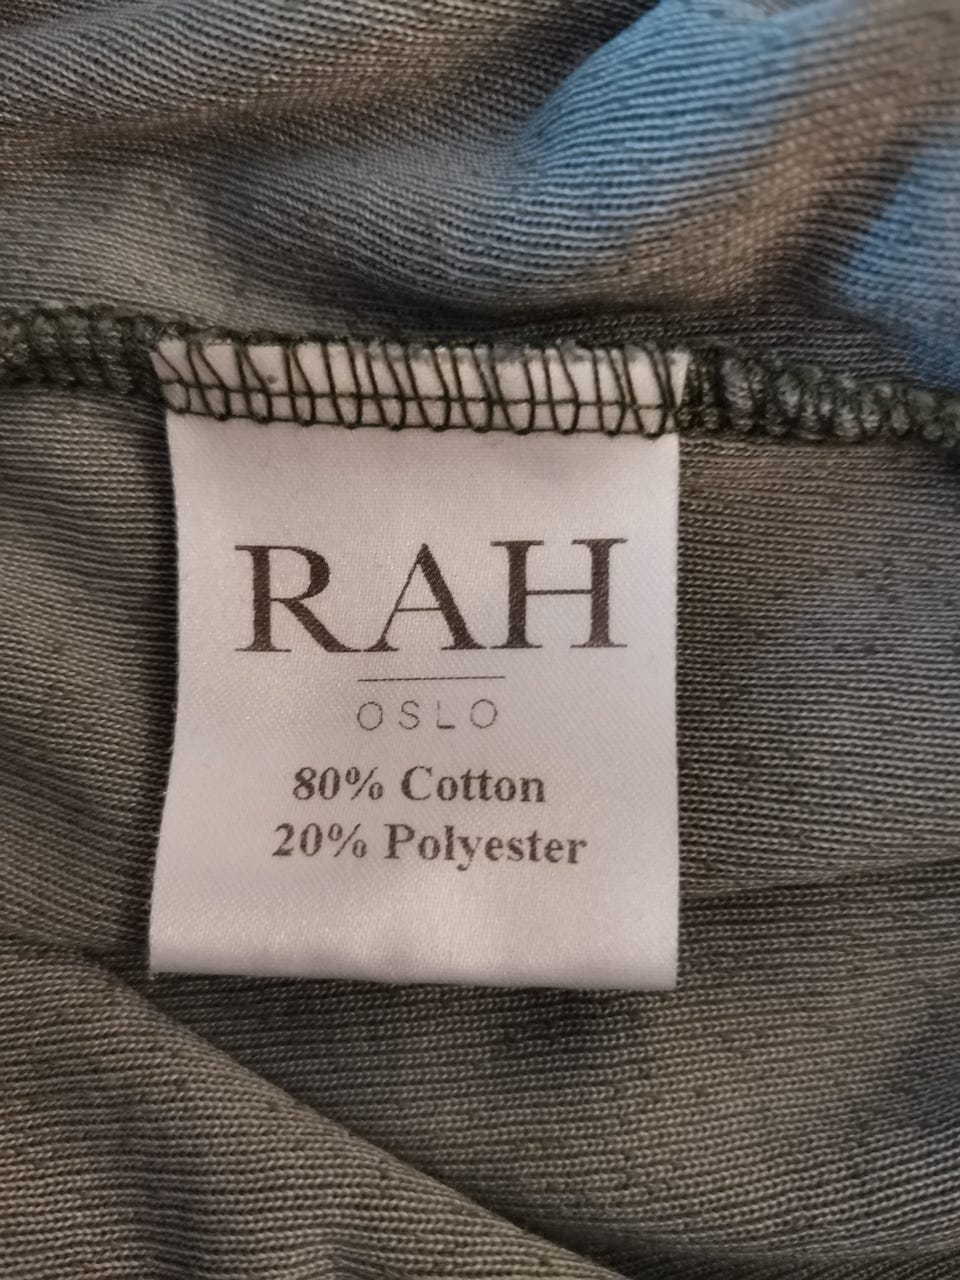 RAH
OSLO
80% Cotton
20% Polyester